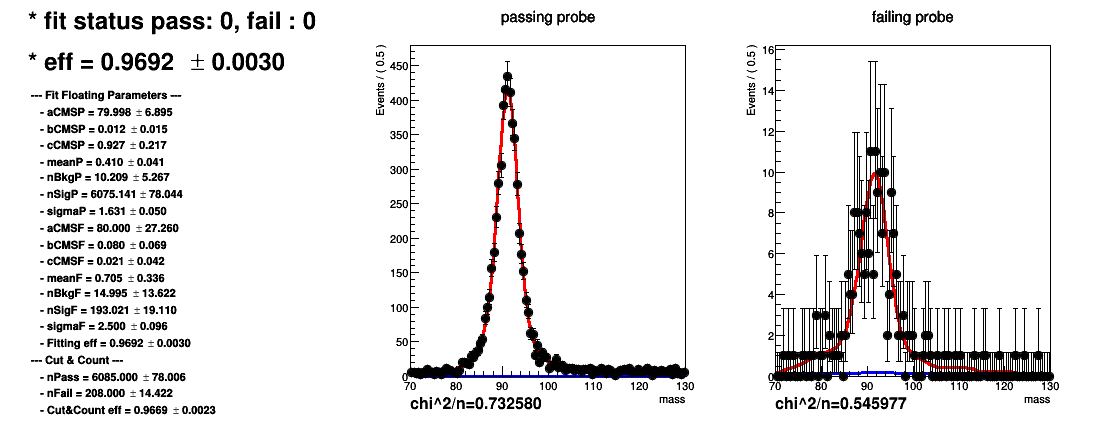 * fit status pass: 0, fail : 0
* eff = 0.9692 ± 0.0030
--- Fit Floating Parameters ---
- aCMSP = 79.998 ± 6.895
- bCMSP = 0.012 ± 0.015
- cCMSP = 0.927 ± 0.217
- meanP = 0.410 ± 0.041
- nBkgP = 10.209 ± 5.267
- nSigP = 6075.141 ± 78.044
- sigmaP = 1.631 ± 0.050
- aCMSF = 80.000 ± 27.260
- bCMSF = 0.080 ± 0.069
- cCMSF = 0.021 ± 0.042
- meanF = 0.705 ± 0.336
- nBkgF = 14.995 ± 13.622
- nSigF = 193.021 ± 19.110
- sigmaF = 2.500 ± 0.096
- Fitting eff = 0.9692 ± 0.0030
--- Cut & Count ---
- nPass = 6085.000 ± 78.006
- nFail = 208.000 ± 14.422
- Cut&Count eff = 0.9669 ± 0.0023
passing probe
Events / ( 0.5 )
450
400
350
300
250
200
150
100
50
0
70 80 90 100 110 120 130
mass
chi^2/n=0.732580
failing probe
Events / ( 0.5 )
16
14
12
10
8
6
4
2
0
70 80 90 100 110 120 130
mass
chi^2/n=0.545977